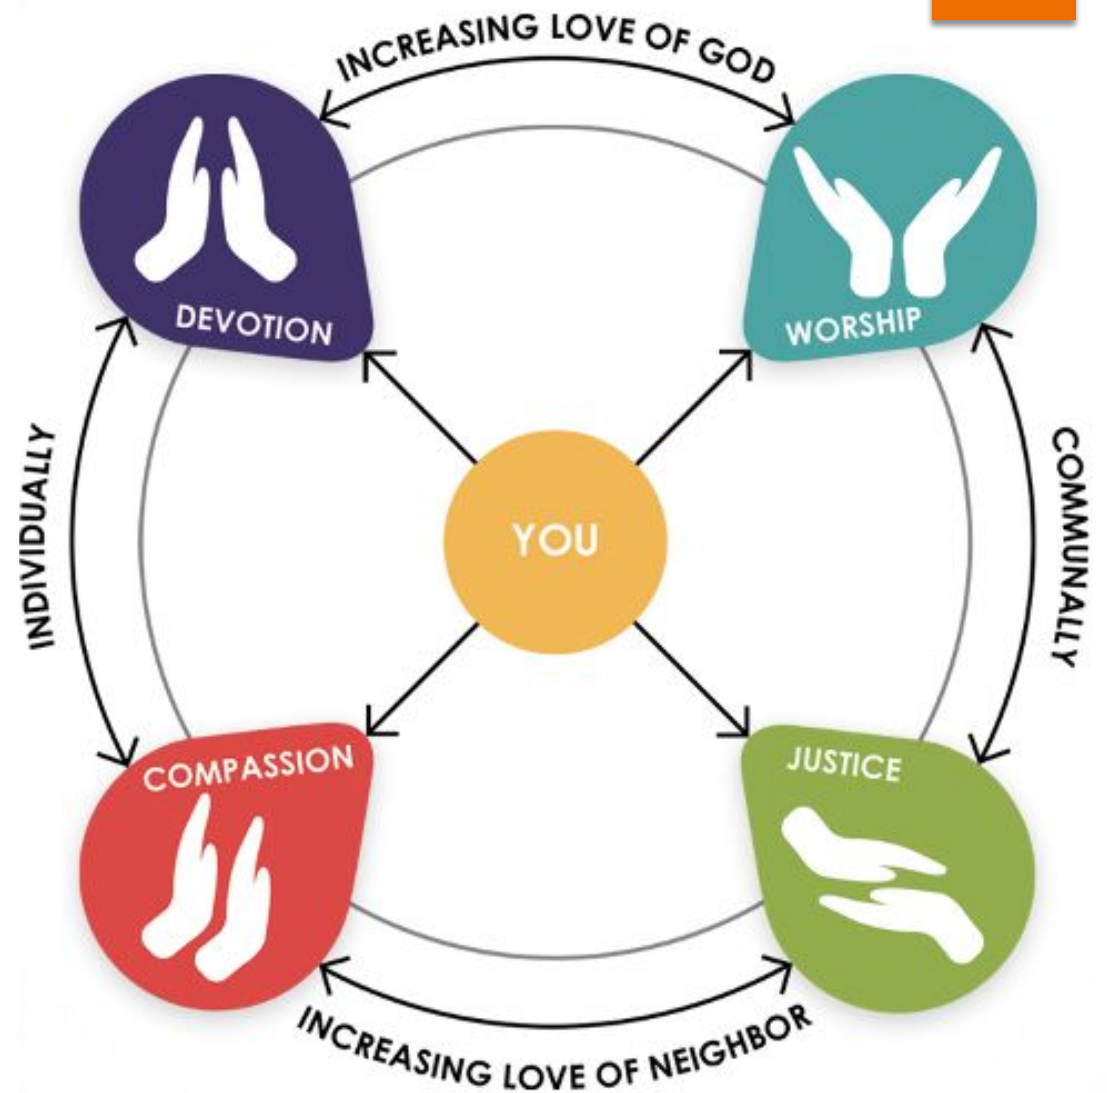 INCREASING LOVE OF GOD
DEVOTION
WORSHIP
INDIVIDUALLY
YOU
COMMUNALLY
COMPASSION
JUSTICE
INCREASING LOVE OF NEIGHBOR